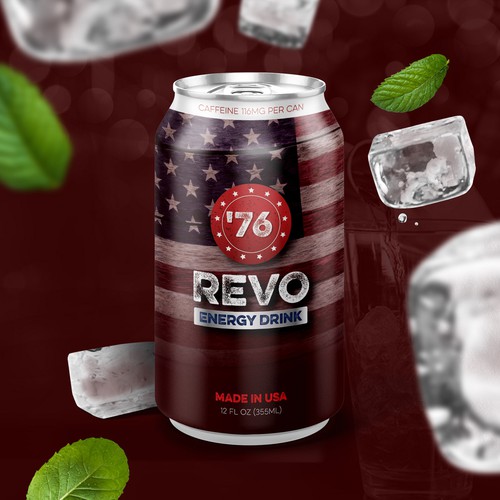 CAFFEINE 116MG PER CAN
'76
REVO
ENERGY DRINK
MADE IN USA
12 FL OZ (355ML)